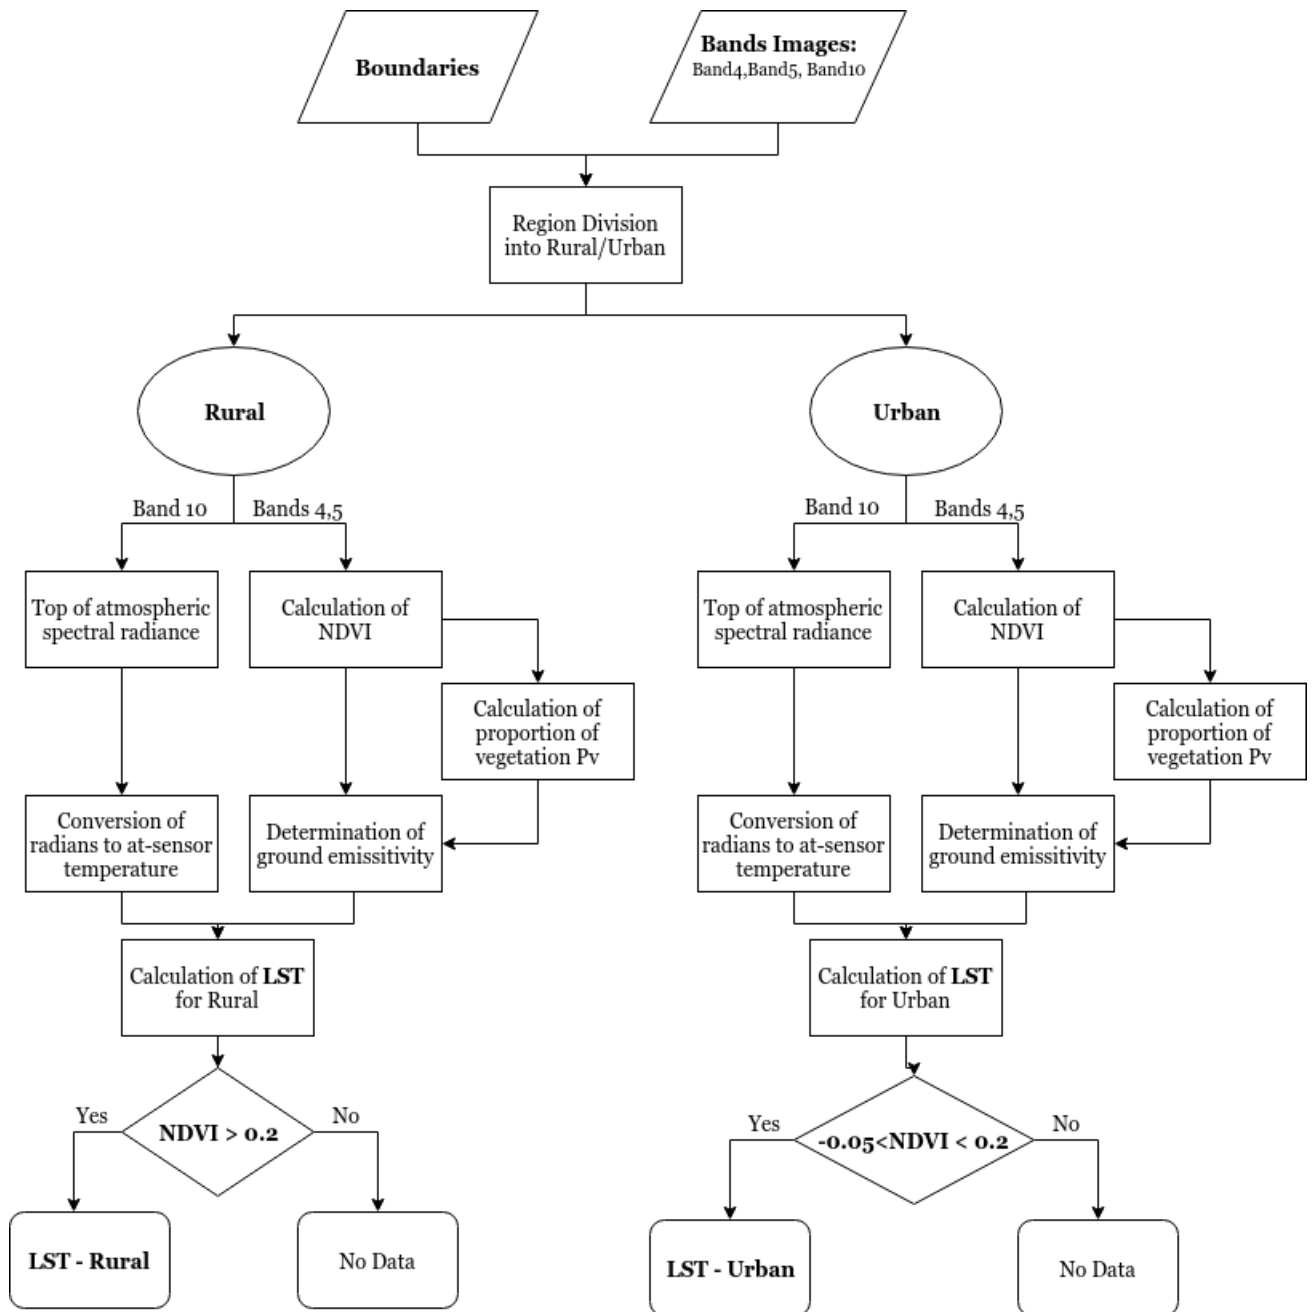 Boundaries
Bands Images:
Band4,Band5, Band10
Region Division
into Rural/Urban
Rural
Urban
Band 10
Bands 4,5
Band 10
Bands 4,5
Top of atmospheric
spectral radiance
Calculation of
NDVI
Top of atmospheric
spectral radiance
Calculation of
NDVI
Calculation of
proportion of
vegetation Pv
Calculation of
proportion of
vegetation Pv
Conversion of
radians to at-sensor
temperature
Determination of
ground emissitivity
Conversion of
radians to at-sensor
temperature
Determination of
ground emissitivity
Calculation of LST
for Rural
Calculation of LST
for Urban
Yes
NDVI > 0.2
No
Yes
-0.05<NDVI < 0.2
No
LST - Rural
No Data
LST - Urban
No Data